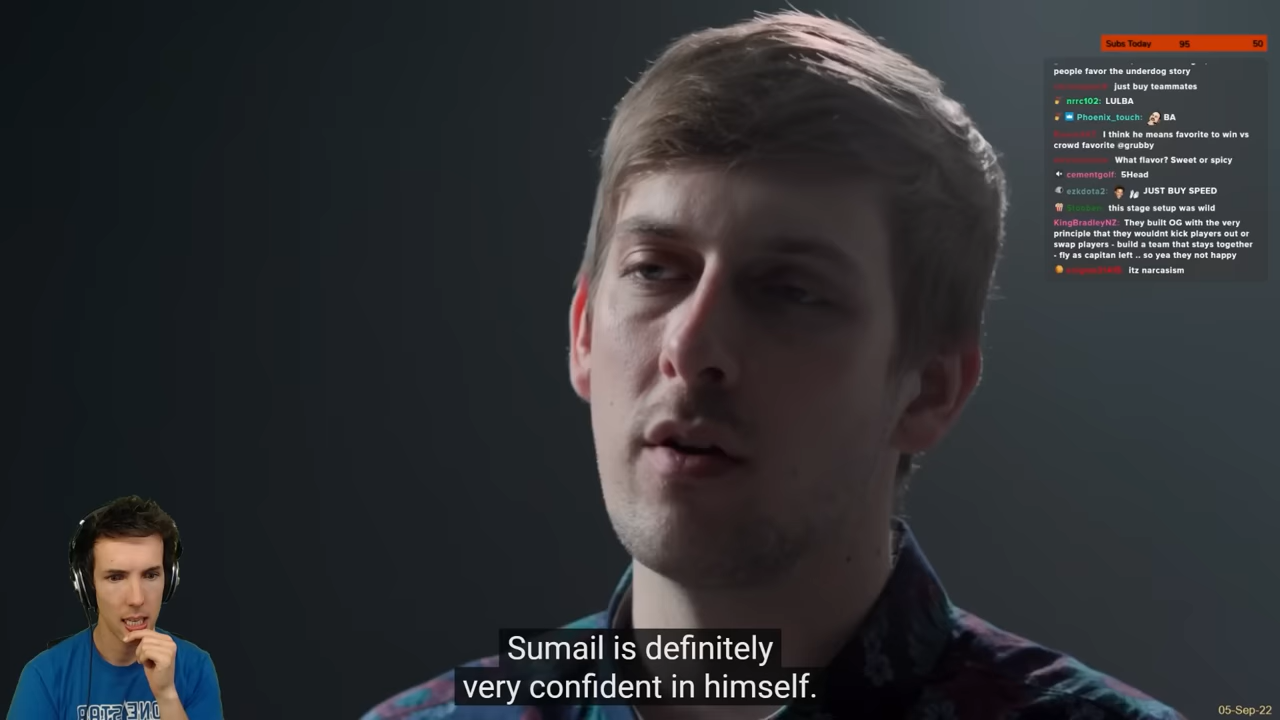 Subs Today 95 50
people favor the underdog story
just buy teammates
nrrc102: LULBA
Phoenix_touch: BA
I think he means favorite to win vs
crowd favorite @grubby
What flavor? Sweet or spicy
cementgolf: 5Head
ezkdota2: JUST BUY SPEED
this stage setup was wild
KingBradleyNZ: They built OG with the very
principle that they wouldnt kick players out or
swap players - build a team that stays together
- fly as capitan left .. so yea they not happy
itz narcasism
Sumail is definitely
very confident in himself.
05-Sep-22